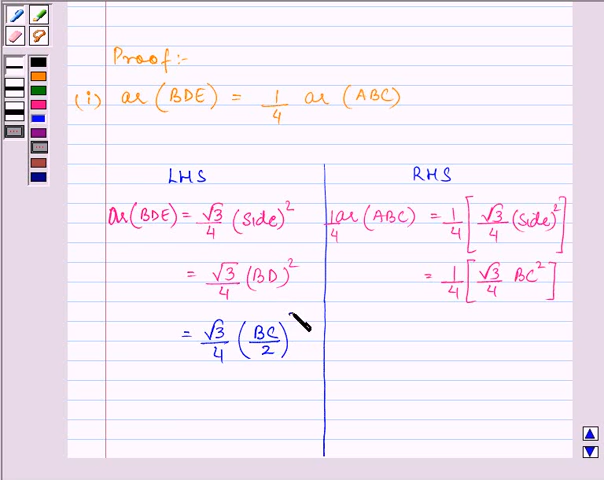 Proof :-
(i) ar (BDE) = 1/4 ar (ABC)
LHS
ar (BDE) = √3/4 (Side)²
= √3/4 (BD)²
= √3/4 (BC/2)
RHS
1/4 ar (ABC) = 1/4 [√3/4 (Side)²]
= 1/4 [√3/4 BC²]